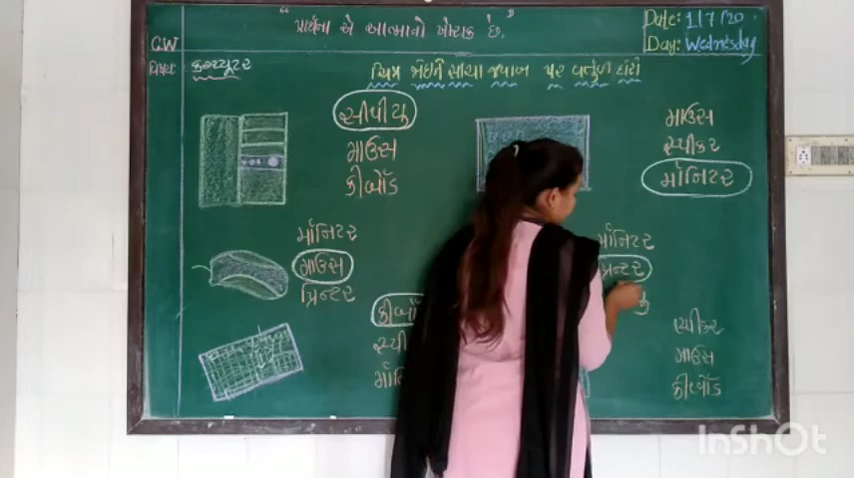 " પ્રાર્થના એ આત્માનો ખોરાક છે. "
Date: 1/7/20
Day: Wednesday
CW
વિષય: કમ્પ્યૂટર
ચિત્ર જોઈને સાચા જવાબ પર વર્તુળ દોરો
સીપીયૂ
માઉસ
કીબોર્ડ
માઉસ
સ્પીકર
મોનિટર
મોનિટર
માઉસ
પ્રિન્ટર
મોનિટર
પ્રિન્ટર
કીબો
સ્પી
મોનિ
સ્પીકર
માઉસ
કીબોર્ડ
InShOt